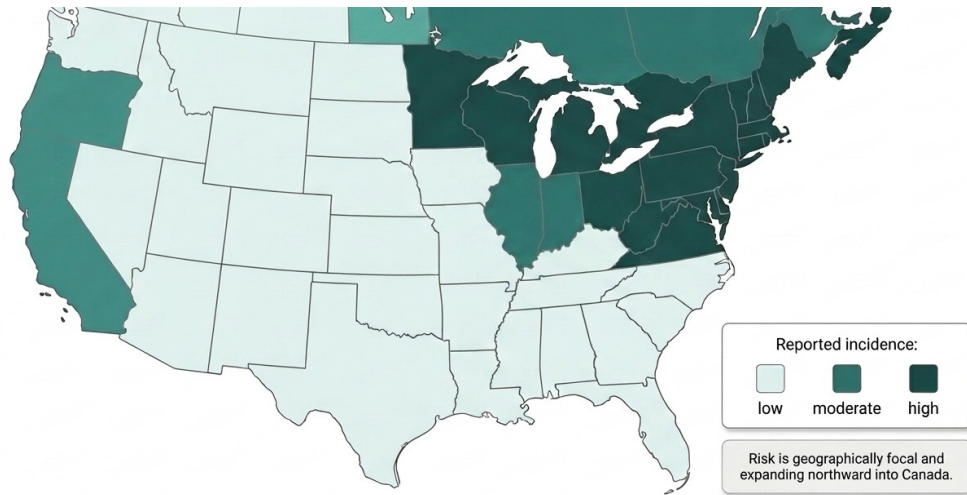 Reported incidence:
low moderate high
Risk is geographically focal and
expanding northward into Canada.